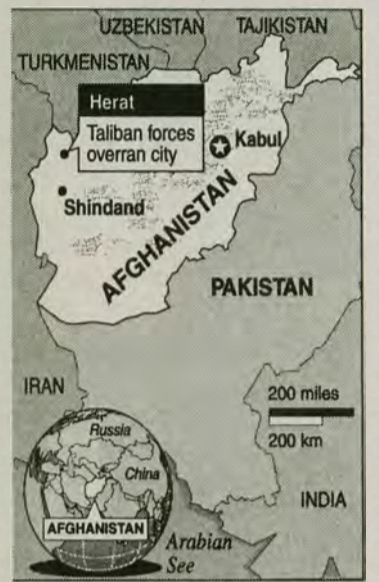 UZBEKISTAN
TAJIKISTAN
TURKMENISTAN
Herat
Taliban forces
overran city
Kabul
Shindand
AFGHANISTAN
PAKISTAN
IRAN
200 miles
200 km
Russia
China
INDIA
AFGHANISTAN
Arabian
See